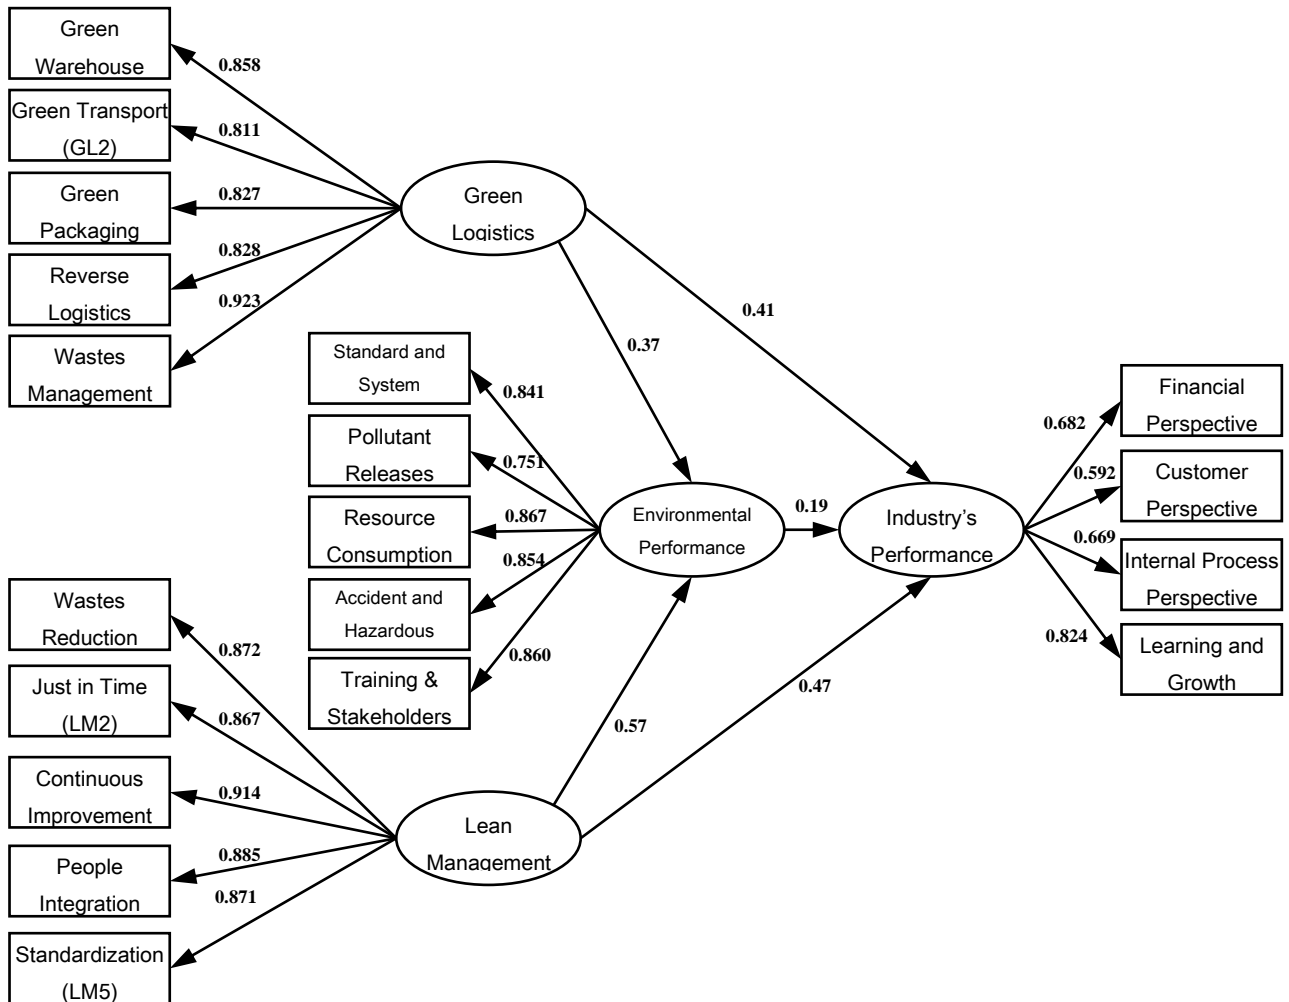 Green
Warehouse
0.858
Green Transport
(GL2)
0.811
Green
Packaging
0.827
Reverse
Logistics
0.828
Wastes
Management
0.923
Green
Logistics
0.41
0.37
Standard and
System
0.841
Pollutant
Releases
0.751
Resource
Consumption
0.867
Accident and
Hazardous
0.854
Training &
Stakeholders
0.860
Environmental
Performance
0.19
Industry's
Performance
Financial
Perspective
0.682
Customer
Perspective
0.592
Internal Process
Perspective
0.669
Learning and
Growth
0.824
0.47
0.57
Wastes
Reduction
0.872
Just in Time
(LM2)
0.867
Continuous
Improvement
0.914
People
Integration
0.885
Standardization
(LM5)
0.871
Lean
Management